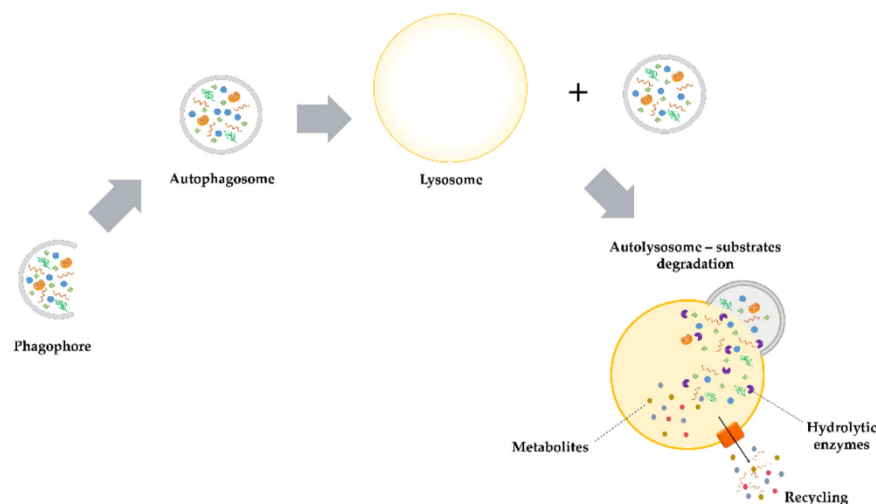 Phagophore
Autophagosome
Lysosome
+
Autolysosome – substrates
degradation
Metabolites
Hydrolytic
enzymes
Recycling